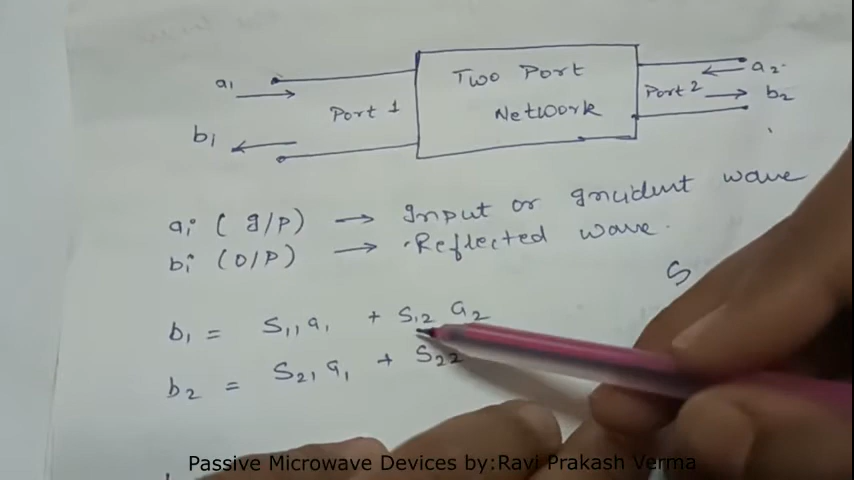 a1 Two Port a2
Port 1 Port 2
b1 Network b2
ai ( I/P) → Input or Incident wave
bi (O/P) → Reflected wave.
S
b1 = S11 a1 + S12 a2
b2 = S21 a1 + S22
Passive Microwave Devices by:Ravi Prakash Verma